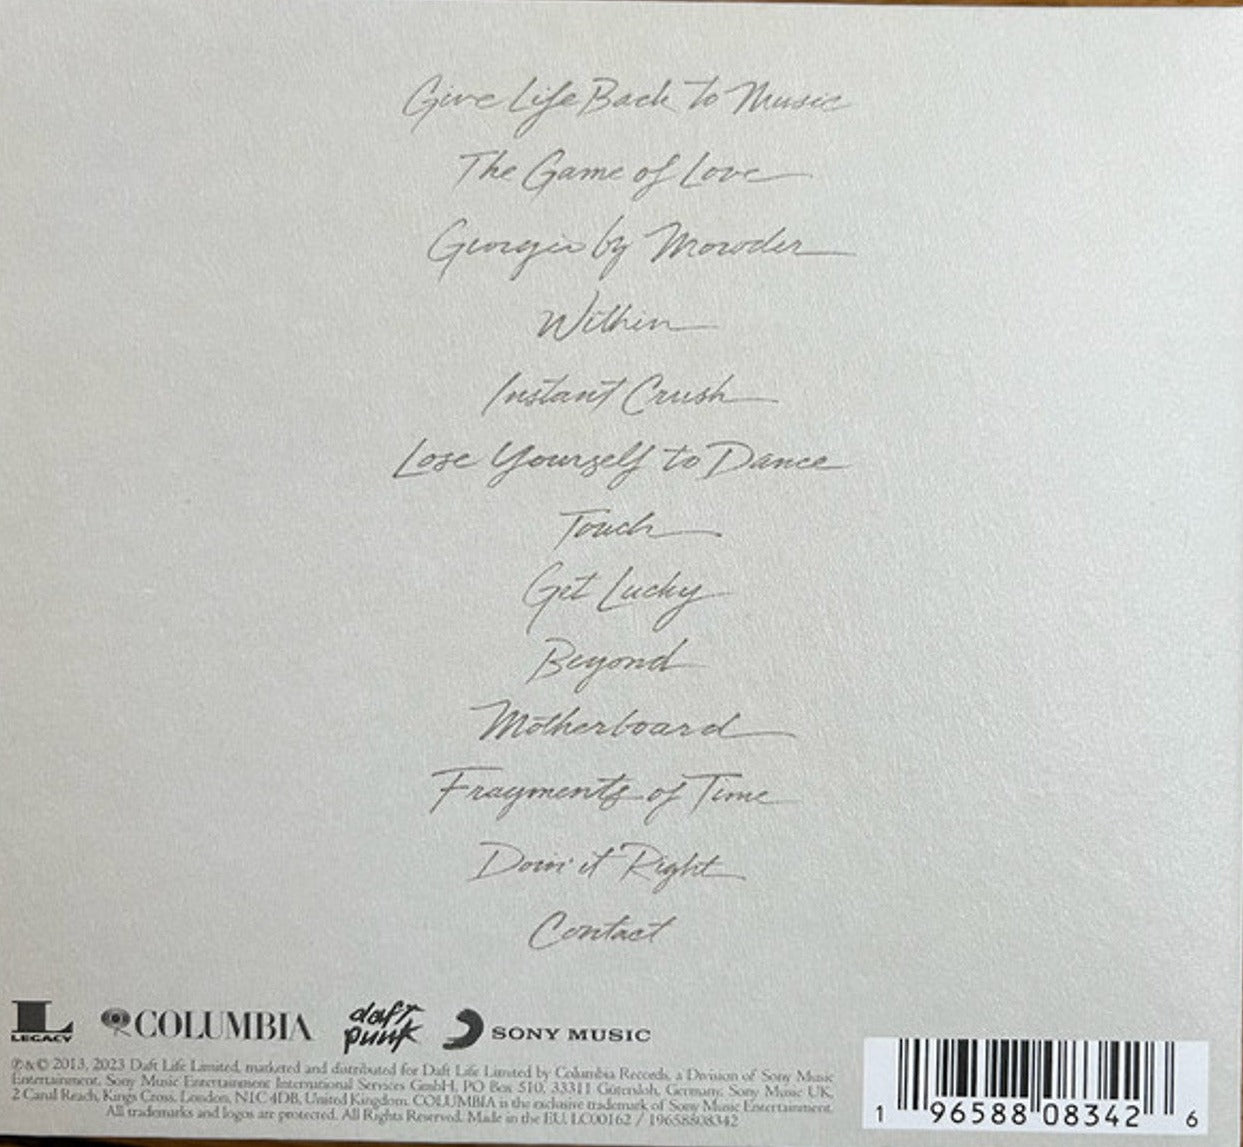 Give Life Back to Music
The Game of Love
Georgio by Moroder
Within
Instant Crush
Lose Yourself to Dance
Touch
Get Lucky
Beyond
Motherboard
Fragments of Time
Doin' it Right
Contact
L LEGACY COLUMBIA daft punk SONY MUSIC
℗ & © 2013, 2023 Daft Life Limited, marketed and distributed for Daft Life Limited by Columbia Records, a Division of Sony Music
Entertainment. Sony Music Entertainment International Services GmbH, PO Box 510, 33311 Gütersloh, Germany. Sony Music UK,
2 Canal Reach, Kings Cross, London, N1C 4DB, United Kingdom. COLUMBIA is the exclusive trademark of Sony Music Entertainment.
All trademarks and logos are protected. All Rights Reserved. Made in the EU. LC00162 / 19658808342
1 96588 08342 6